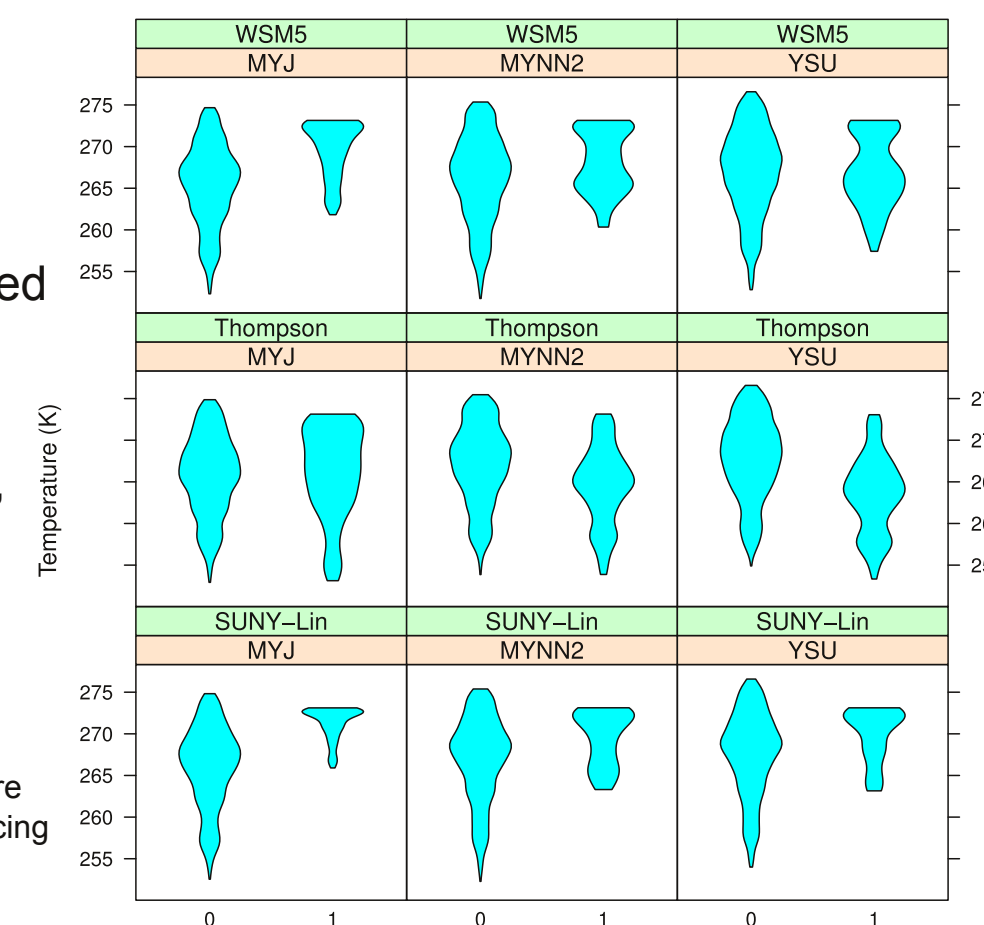 WSM5 WSM5 WSM5
MYJ MYNN2 YSU
275
270
265
260
255
ed
Thompson Thompson Thompson
MYJ MYNN2 YSU
Temperature (K)
SUNY–Lin SUNY–Lin SUNY–Lin
MYJ MYNN2 YSU
275
270
265
260
255
re
cing
0 1 0 1 0 1